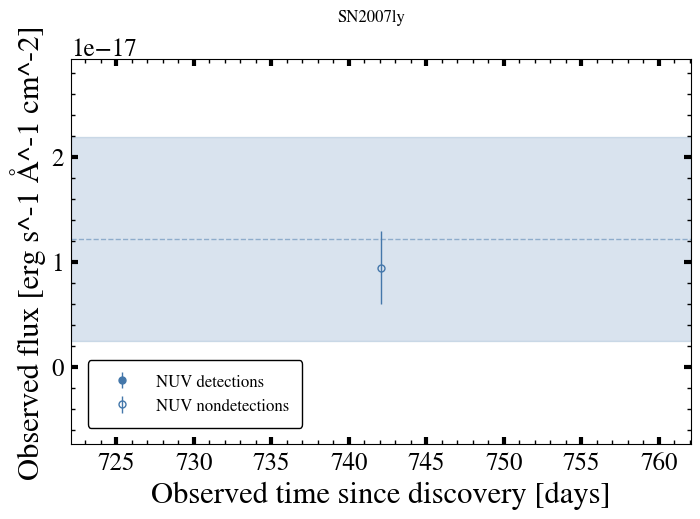 SN2007ly
1e−17
Observed flux [erg s^-1 Å^-1 cm^-2]
2
1
0
NUV detections
NUV nondetections
725 730 735 740 745 750 755 760
Observed time since discovery [days]